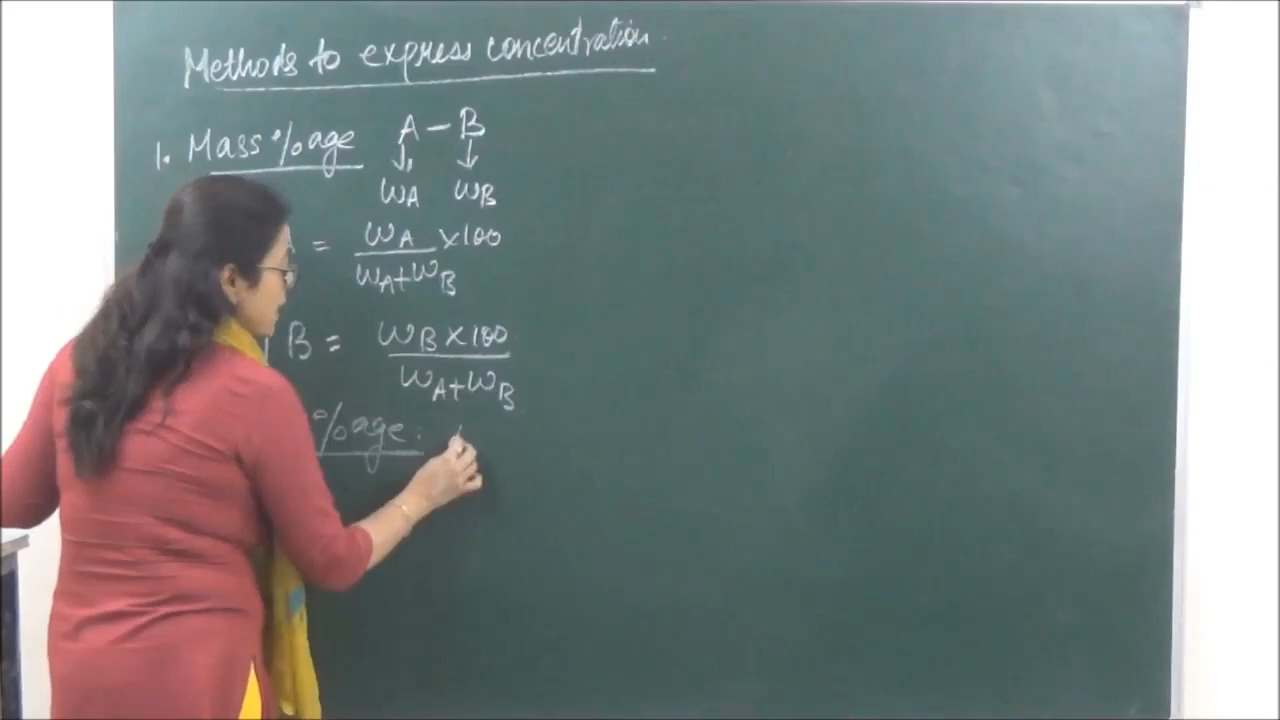 Methods to express concentration.
1. Mass %age A - B
↓ ↓
WA WB
= WA × 100
WA + WB
B = WB × 100
WA + WB
%age :